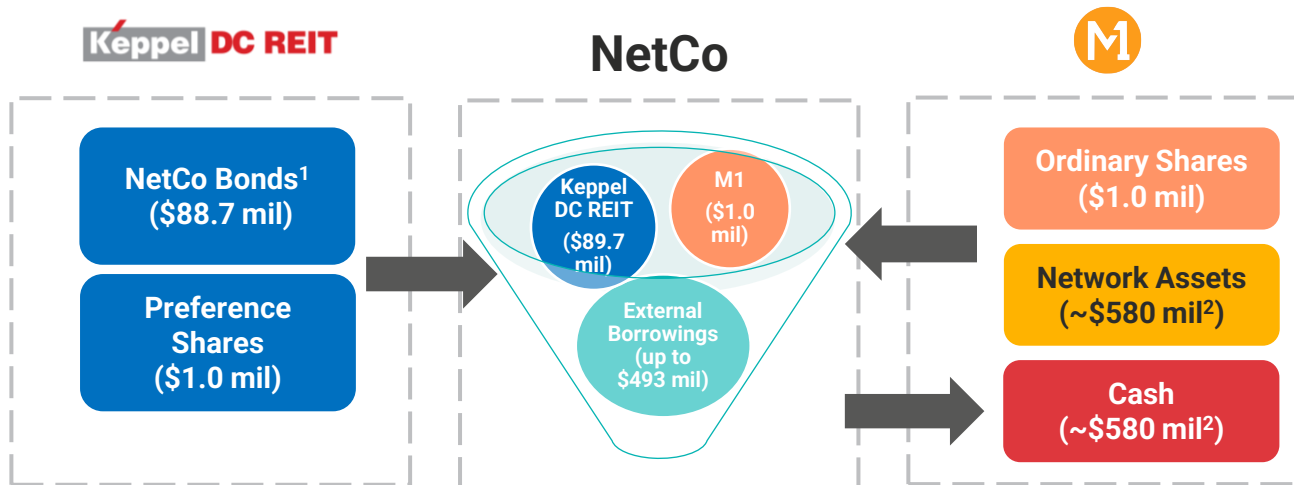 Keppel DC REIT
NetCo
M1
NetCo Bonds¹
($88.7 mil)
Preference
Shares
($1.0 mil)
Keppel
DC REIT
($89.7
mil)
M1
($1.0
mil)
External
Borrowings
(up to
$493 mil)
Ordinary Shares
($1.0 mil)
Network Assets
(~$580 mil²)
Cash
(~$580 mil²)